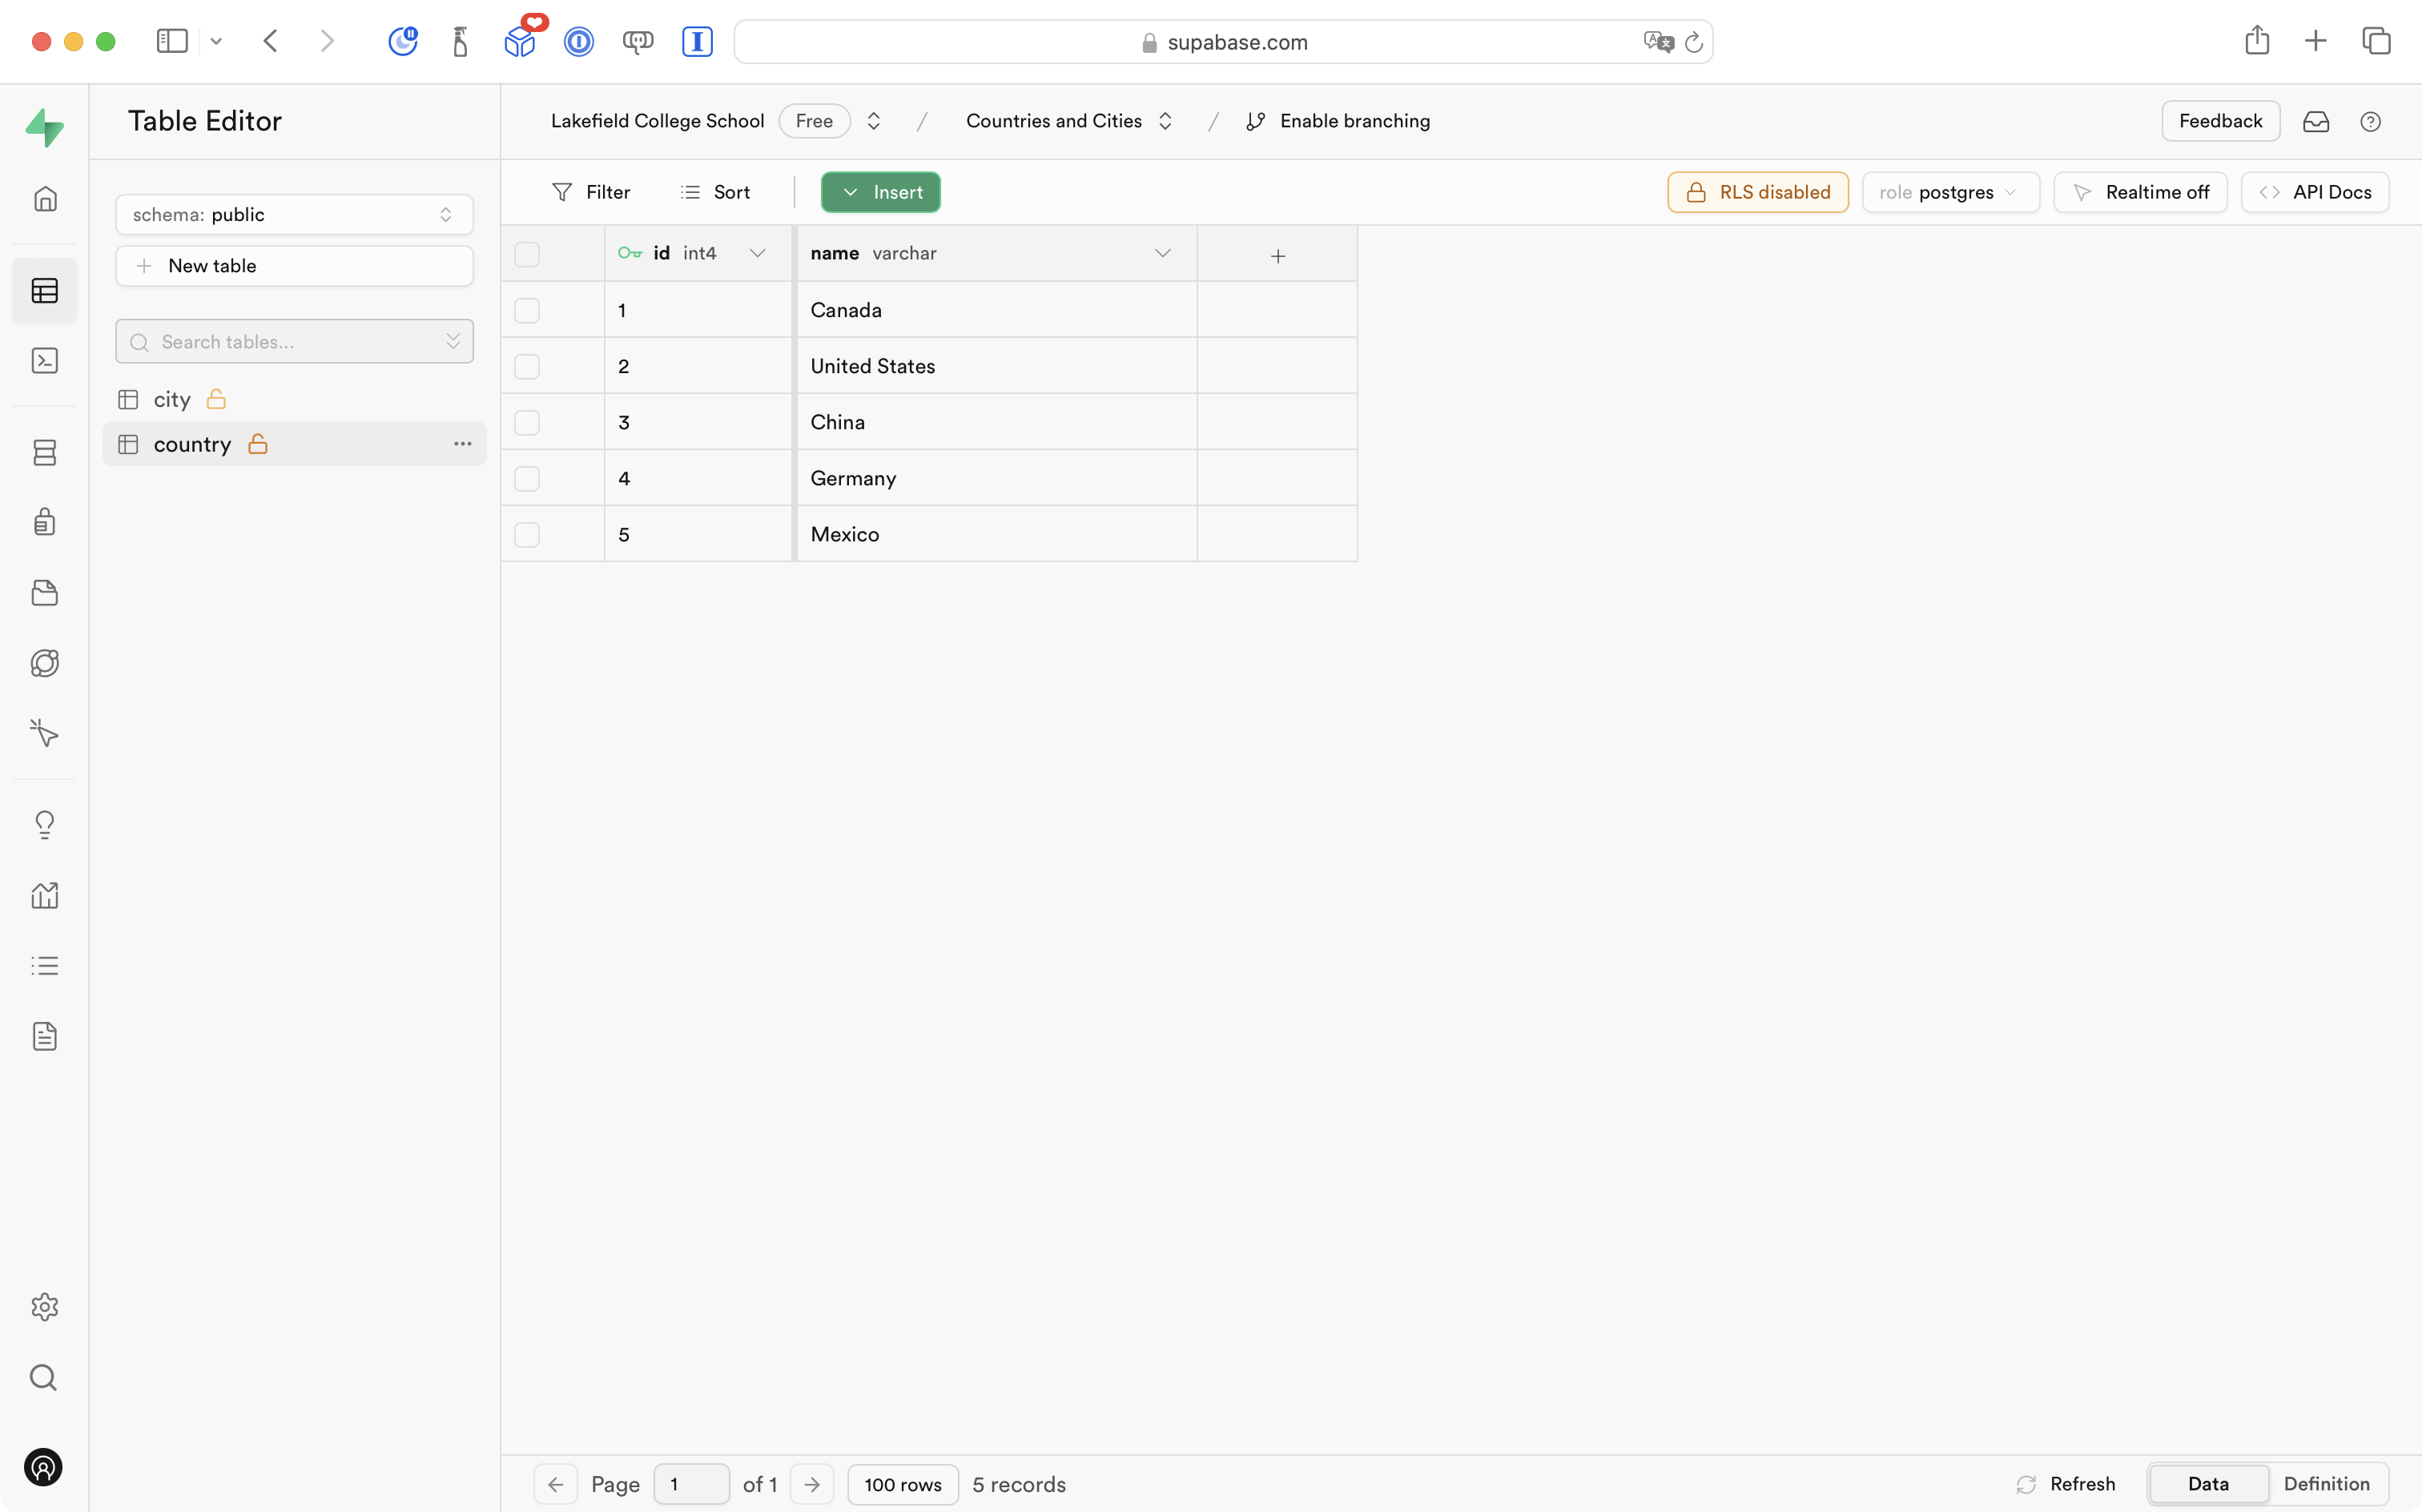 supabase.com
Table Editor
Lakefield College School Free / Countries and Cities / Enable branching
Feedback
schema: public
New table
Search tables...
city
country
Filter Sort Insert
RLS disabled role postgres Realtime off API Docs
id int4 name varchar
1 Canada
2 United States
3 China
4 Germany
5 Mexico
Page 1 of 1 100 rows 5 records
Refresh Data Definition